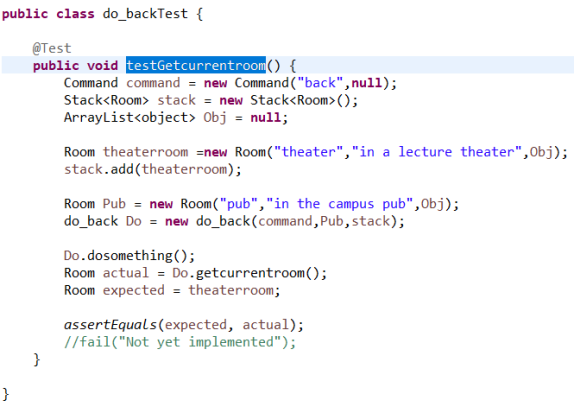 public class do_backTest {
@Test
public void testGetcurrentroom() {
Command command = new Command("back",null);
Stack<Room> stack = new Stack<Room>();
ArrayList<object> Obj = null;
Room theaterroom =new Room("theater","in a lecture theater",Obj);
stack.add(theaterroom);
Room Pub = new Room("pub","in the campus pub",Obj);
do_back Do = new do_back(command,Pub,stack);
Do.dosomething();
Room actual = Do.getcurrentroom();
Room expected = theaterroom;
assertEquals(expected, actual);
//fail("Not yet implemented");
}
}